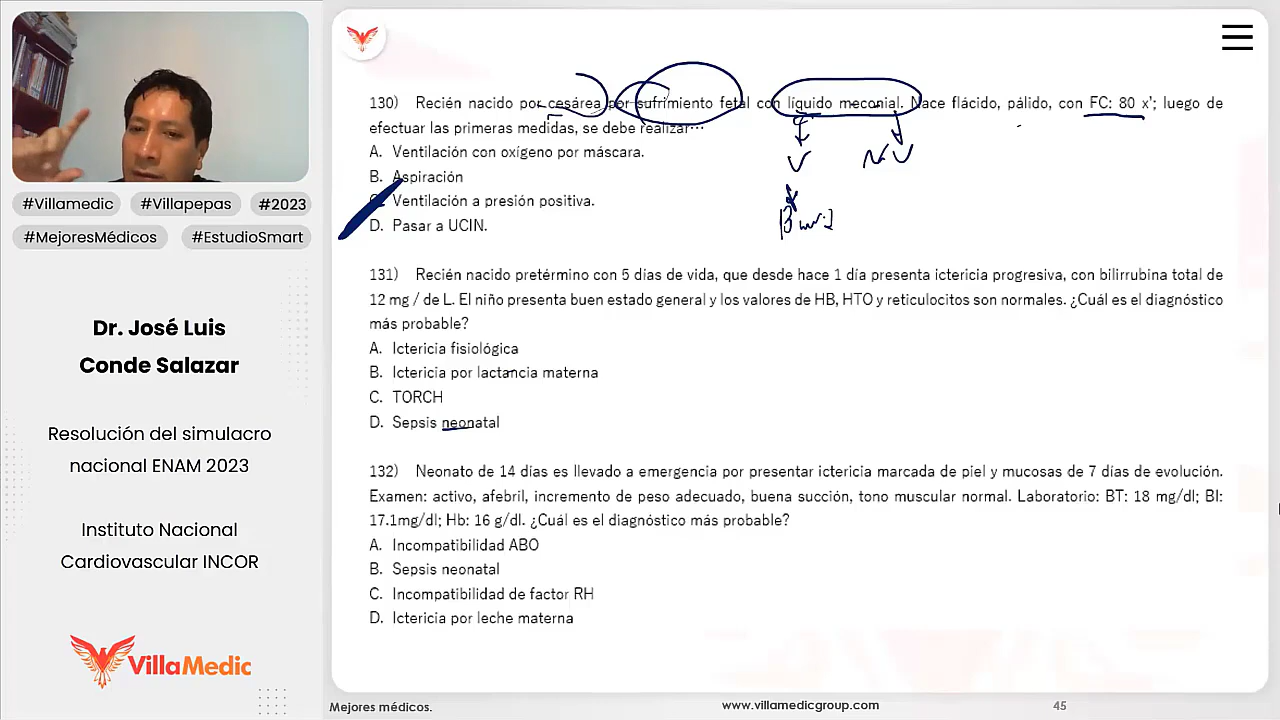 #Villamedic #Villapepas #2023
#MejoresMédicos #EstudioSmart
Dr. José Luis
Conde Salazar
Resolución del simulacro
nacional ENAM 2023
Instituto Nacional
Cardiovascular INCOR
VillaMedic
130) Recién nacido por cesárea por sufrimiento fetal con líquido meconial. Nace flácido, pálido, con FC: 80 x'; luego de
efectuar las primeras medidas, se debe realizar…
A. Ventilación con oxígeno por máscara.
B. Aspiración
C. Ventilación a presión positiva.
D. Pasar a UCIN.
V
NV
131) Recién nacido pretérmino con 5 días de vida, que desde hace 1 día presenta ictericia progresiva, con bilirrubina total de
12 mg / de L. El niño presenta buen estado general y los valores de HB, HTO y reticulocitos son normales. ¿Cuál es el diagnóstico
más probable?
A. Ictericia fisiológica
B. Ictericia por lactancia materna
C. TORCH
D. Sepsis neonatal
132) Neonato de 14 días es llevado a emergencia por presentar ictericia marcada de piel y mucosas de 7 días de evolución.
Examen: activo, afebril, incremento de peso adecuado, buena succión, tono muscular normal. Laboratorio: BT: 18 mg/dl; BI:
17.1mg/dl; Hb: 16 g/dl. ¿Cuál es el diagnóstico más probable?
A. Incompatibilidad ABO
B. Sepsis neonatal
C. Incompatibilidad de factor RH
D. Ictericia por leche materna
Mejores médicos. www.villamedicgroup.com 45